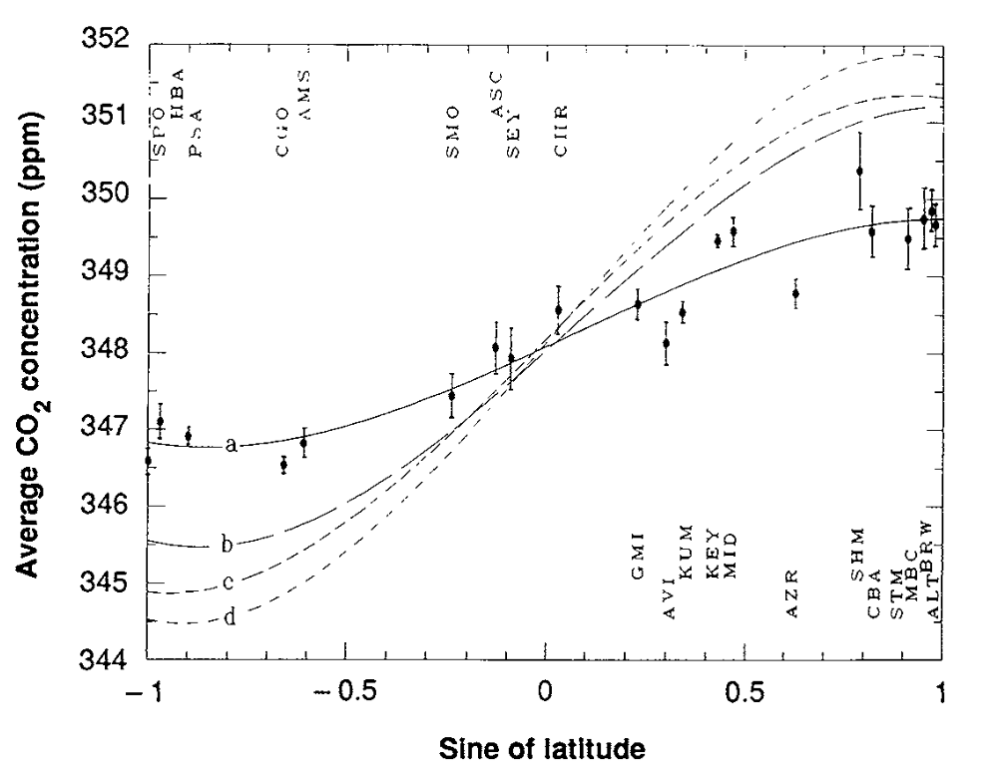 352
351
350
349
348
347
346
345
344
Average CO2 concentration (ppm)
SPO
HBA
PSA
CGO
AMS
SMO
ASC
SEY
CHR
a
b
c
d
GMI
AVI
KUM
KEY
MID
AZR
SHM
CBA
STM
MBC
BRW
ALT
−1
−0.5
0
0.5
1
Sine of latitude